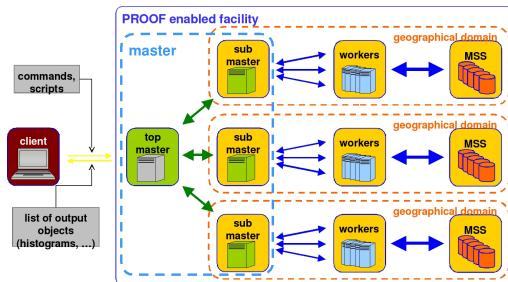 PROOF enabled facility
geographical domain
master
sub
master
workers
MSS
commands,
scripts
geographical domain
client
top
master
sub
master
workers
MSS
list of output
objects
(histograms, ...)
geographical domain
sub
master
workers
MSS